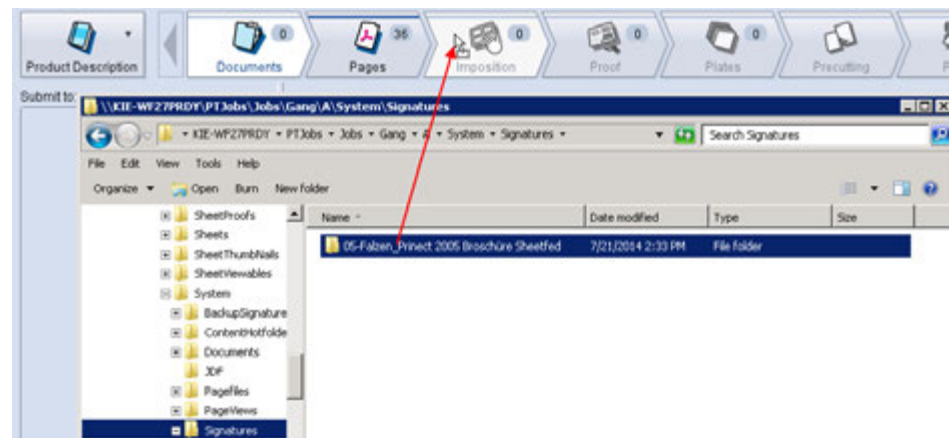 0 36 0 0 0
Product Description Documents Pages Imposition Proof Plates Precutting
Submit to:
\\KIE-WF27PRDY\PTJobs\Jobs\Gang\A\System\Signatures
KIE-WF27PRDY PTJobs Jobs Gang A System Signatures Search Signatures
File Edit View Tools Help
Organize Open Burn New folder
SheetProofs Name Date modified Type Size
Sheets
05-Falzen_Prinect 2005 Broschüre Sheetfed 7/21/2014 2:33 PM File folder
SheetThumbNails
SheetViewables
System
BackupSignature
ContentHotfolde
Documents
JDF
Pagefiles
PageViews
Signatures